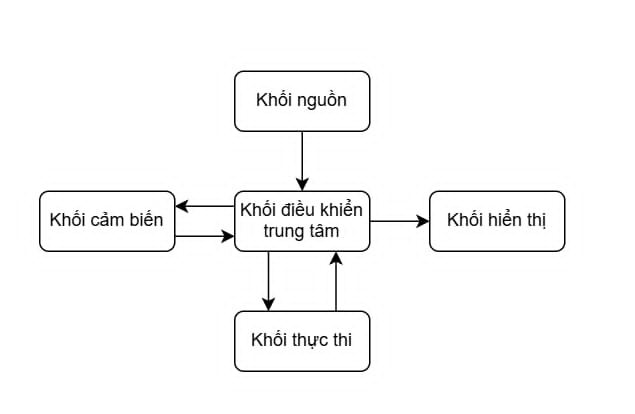 Khối nguồn
Khối cảm biến
Khối điều khiển
trung tâm
Khối hiển thị
Khối thực thi